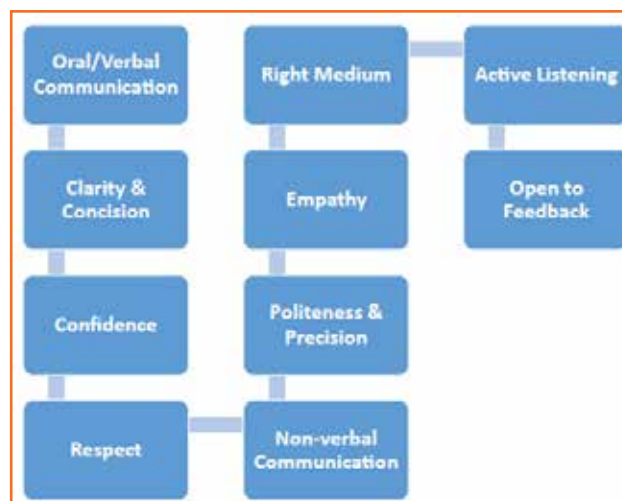 Oral/Verbal
Communication
Clarity &
Concision
Confidence
Respect
Non-verbal
Communication
Politeness &
Precision
Empathy
Right Medium
Active Listening
Open to
Feedback